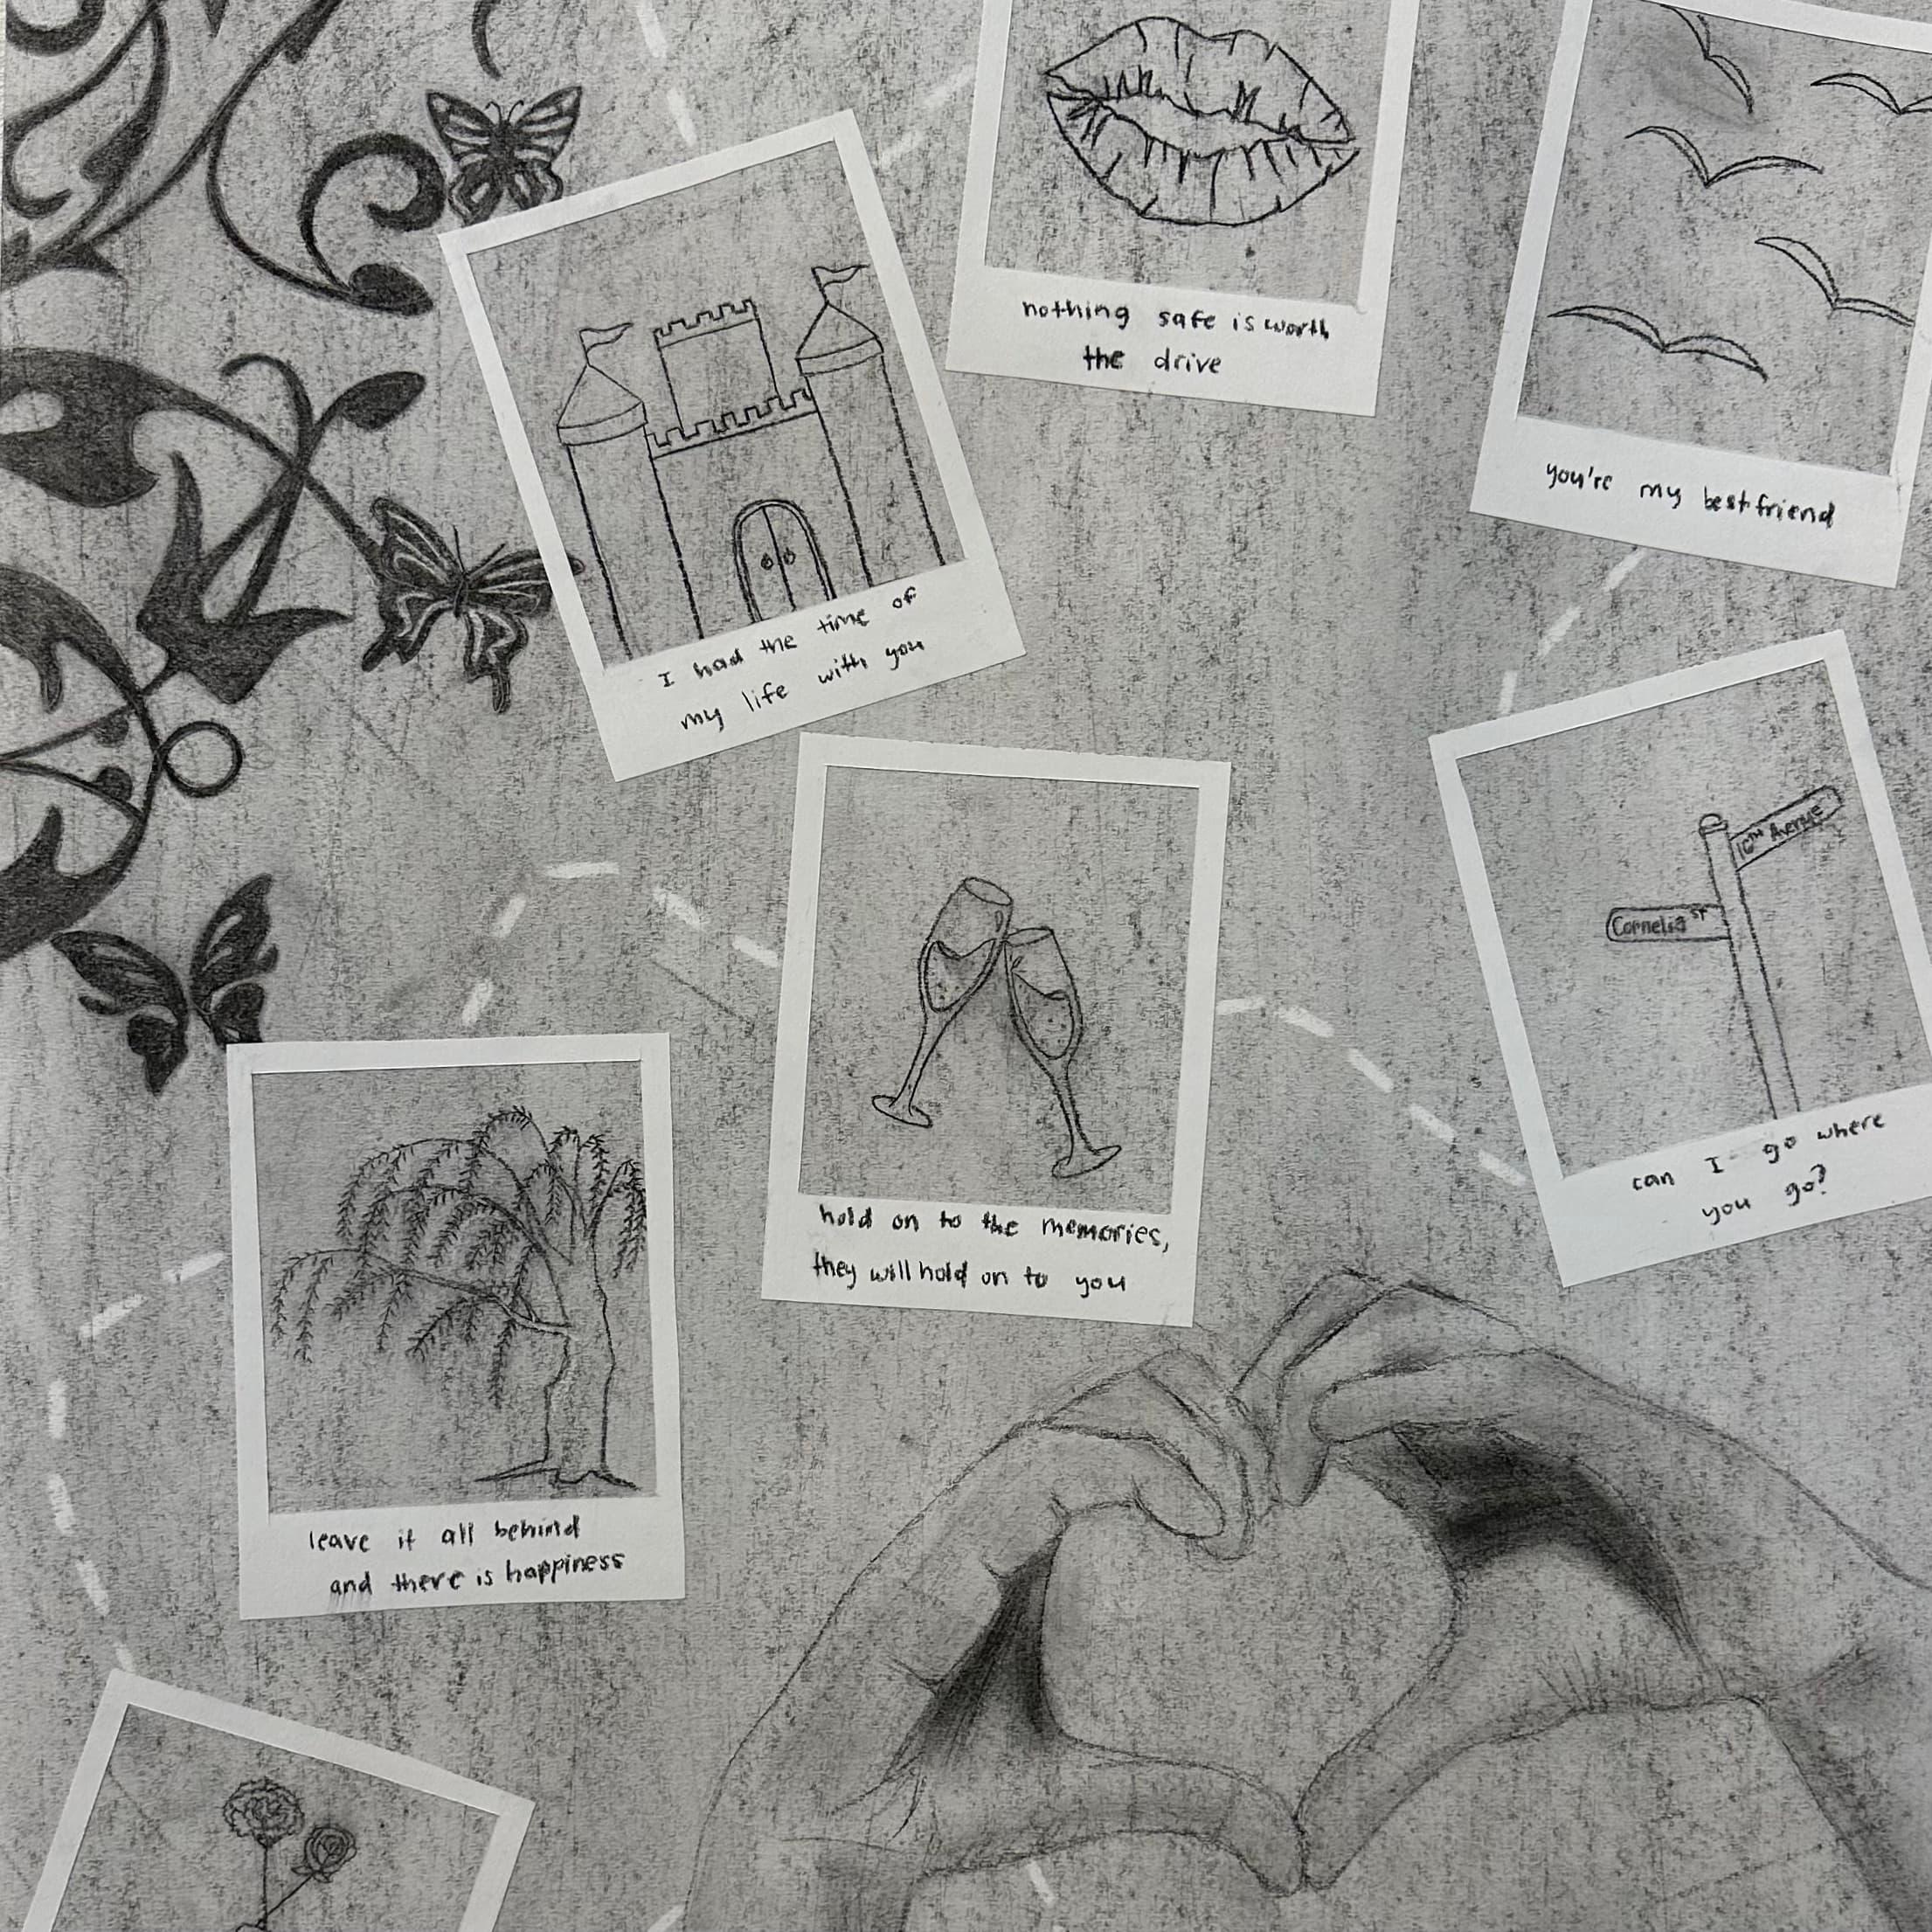 nothing safe is worth
the drive
you're my best friend
I had the time of
my life with you
10TH Avenue
Cornelia ST
can I go where
you go?
hold on to the memories,
they will hold on to you
leave it all behind
and there is happiness